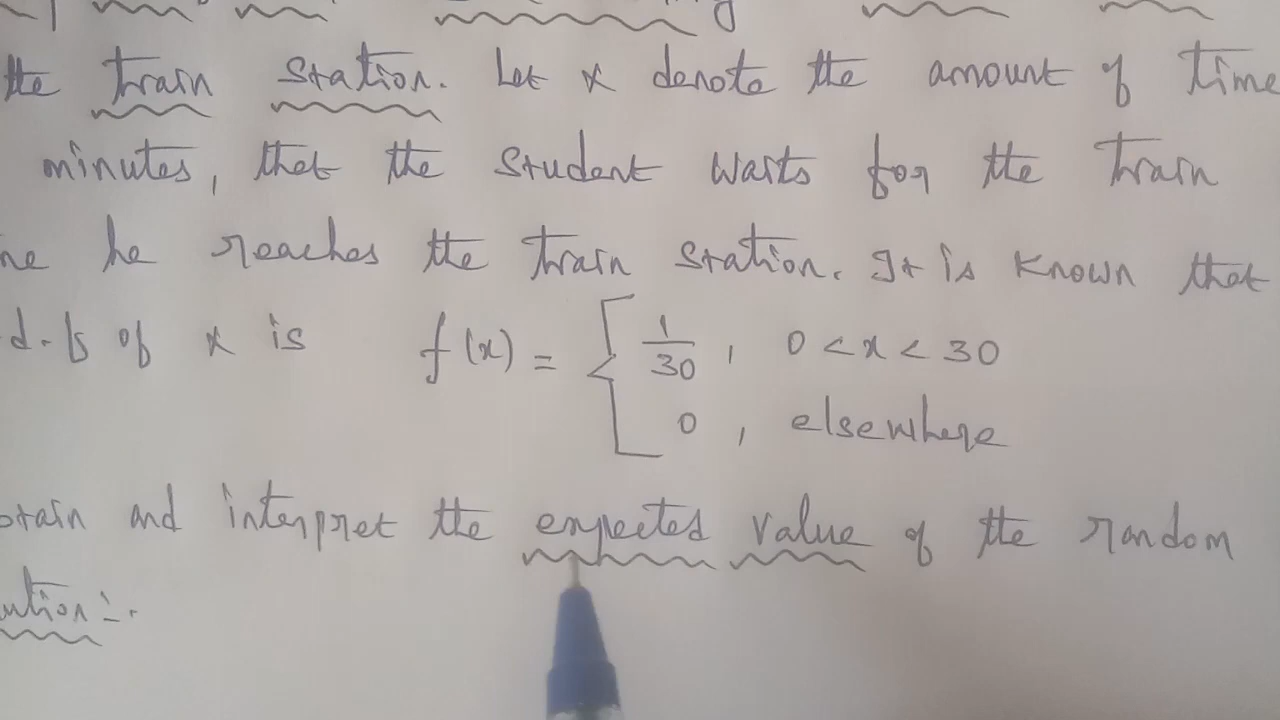 the train station. Let x denote the amount of time
minutes, that the student waits for the train
he reaches the train station. It is known that
of x is f(x) = { 1/30, 0 < x < 30
0, elsewhere
and interpret the expected value of the random